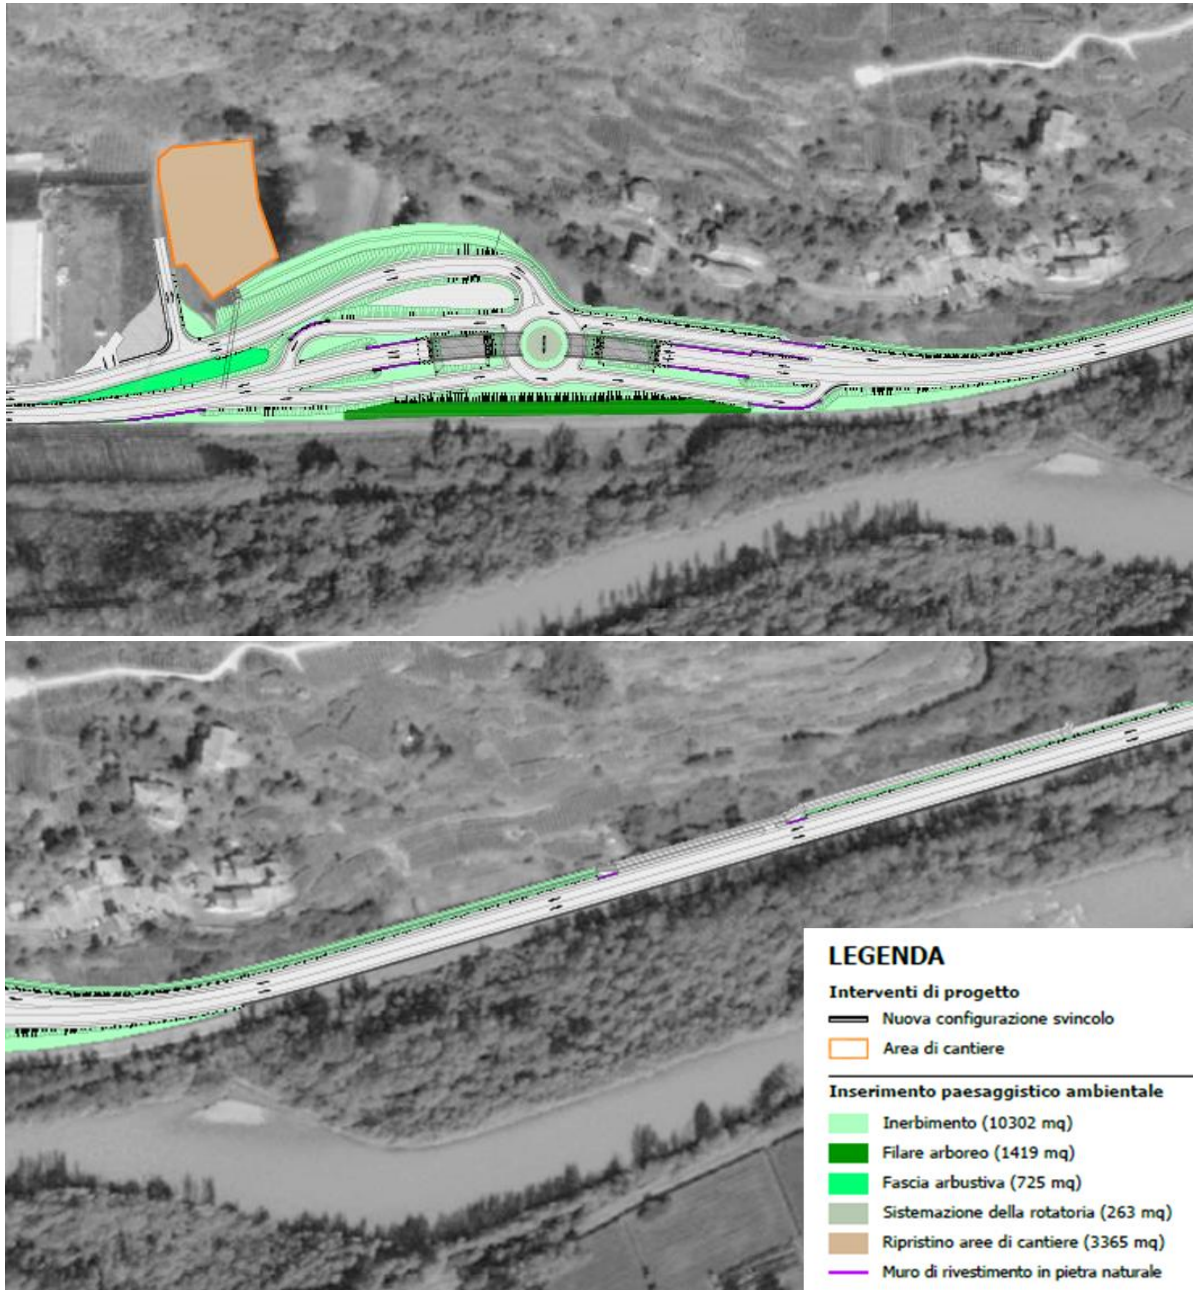 LEGENDA
Interventi di progetto
Nuova configurazione svincolo
Area di cantiere
Inserimento paesaggistico ambientale
Inerbimento (10302 mq)
Filare arboreo (1419 mq)
Fascia arbustiva (725 mq)
Sistemazione della rotatoria (263 mq)
Ripristino aree di cantiere (3365 mq)
Muro di rivestimento in pietra naturale